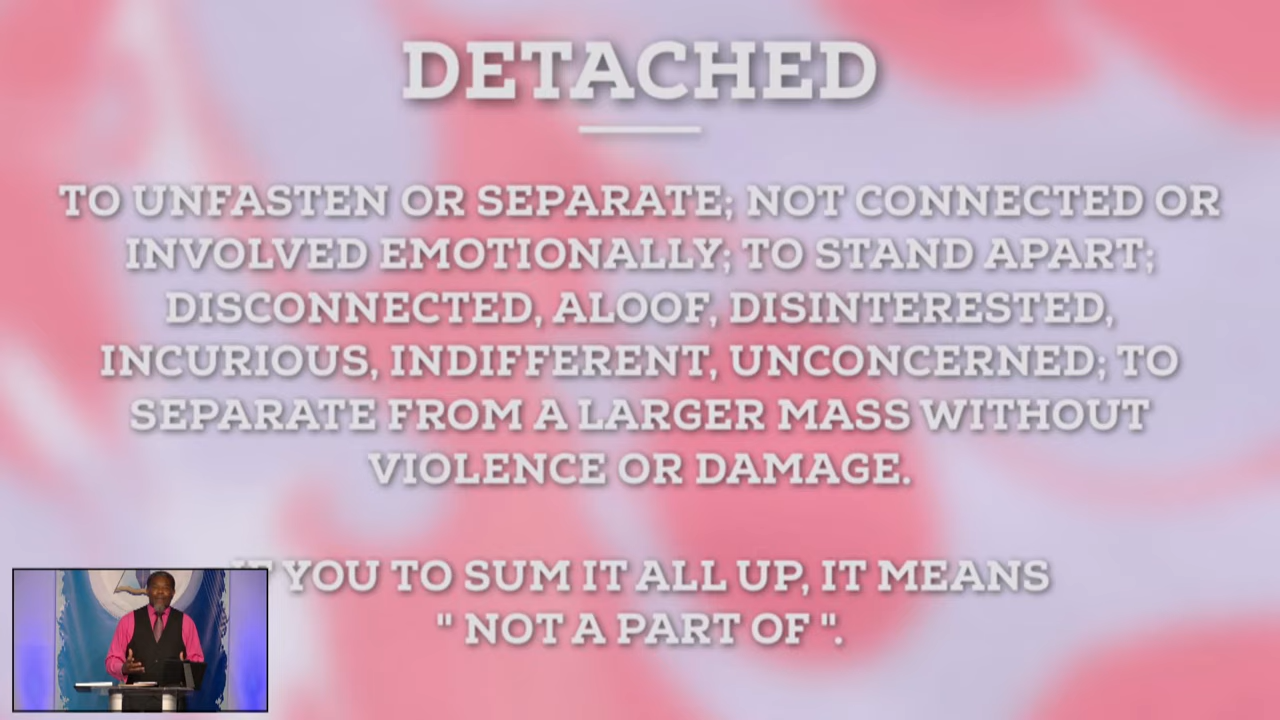 DETACHED
TO UNFASTEN OR SEPARATE; NOT CONNECTED OR
INVOLVED EMOTIONALLY; TO STAND APART;
DISCONNECTED, ALOOF, DISINTERESTED,
INCURIOUS, INDIFFERENT, UNCONCERNED; TO
SEPARATE FROM A LARGER MASS WITHOUT
VIOLENCE OR DAMAGE.
YOU TO SUM IT ALL UP, IT MEANS
" NOT A PART OF ".